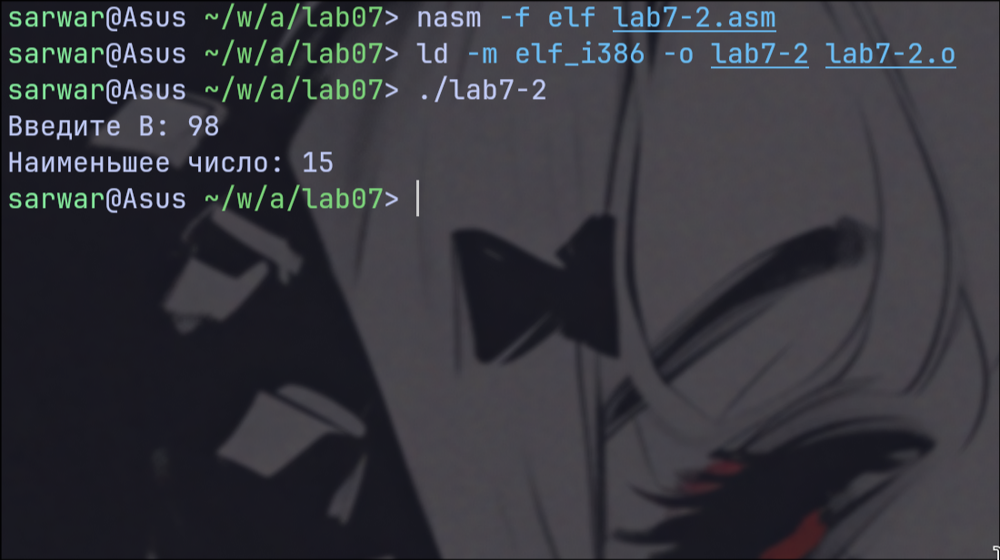 sarwar@Asus ~/w/a/lab07> nasm -f elf lab7-2.asm
sarwar@Asus ~/w/a/lab07> ld -m elf_i386 -o lab7-2 lab7-2.o
sarwar@Asus ~/w/a/lab07> ./lab7-2
Введите B: 98
Наименьшее число: 15
sarwar@Asus ~/w/a/lab07>